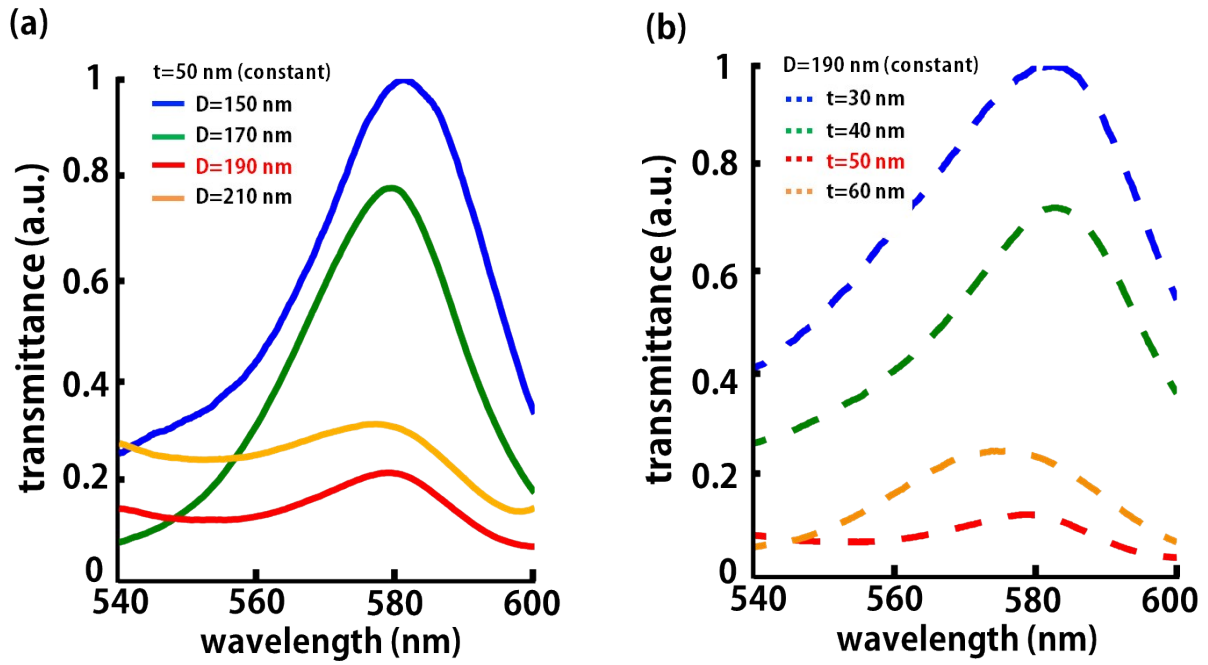 (a)
t=50 nm (constant)
D=150 nm
D=170 nm
D=190 nm
D=210 nm
transmittance (a.u.)
1
0.8
0.6
0.4
0.2
0
540
560
580
600
wavelength (nm)
(b)
D=190 nm (constant)
t=30 nm
t=40 nm
t=50 nm
t=60 nm
transmittance (a.u.)
1
0.8
0.6
0.4
0.2
0
540
560
580
600
wavelength (nm)